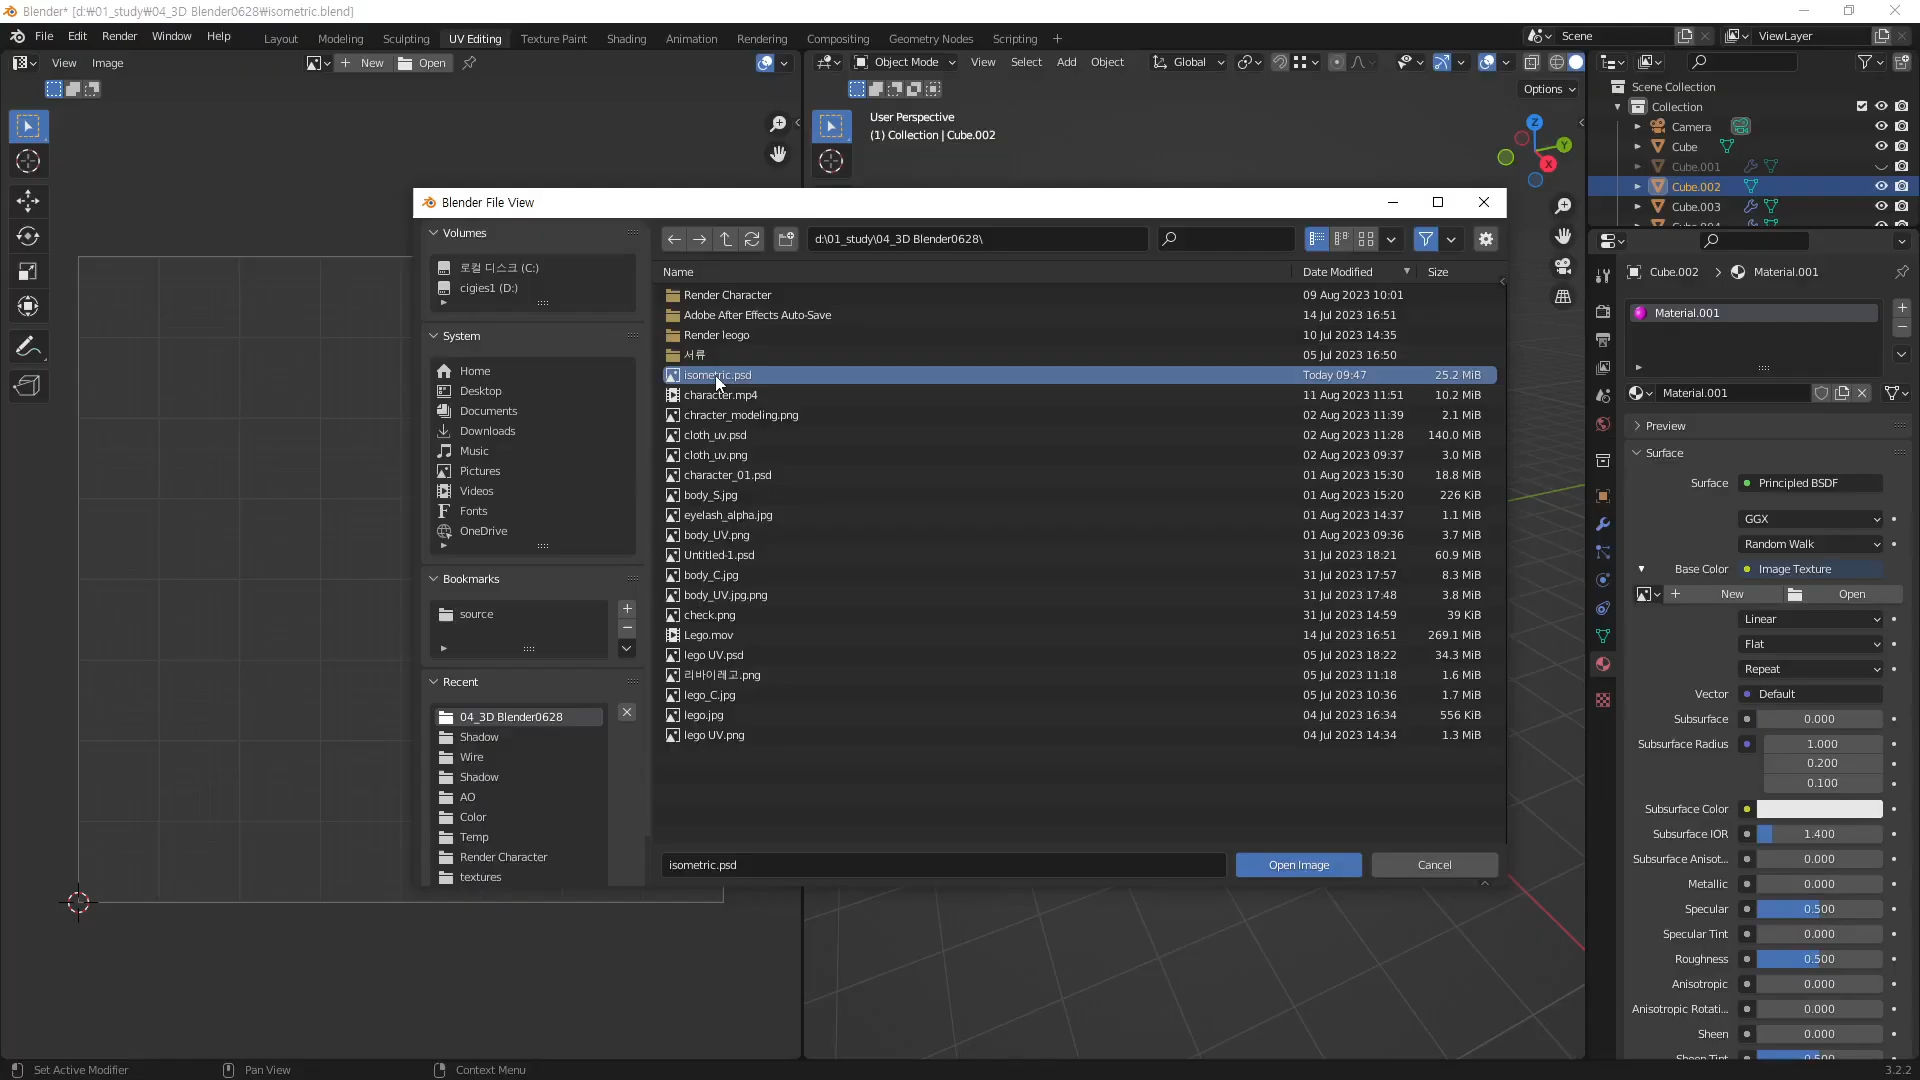 Blender* [d:₩01_study₩04_3D Blender0628₩isometric.blend]
File Edit Render Window Help Layout Modeling Sculpting UV Editing Texture Paint Shading Animation Rendering Compositing Geometry Nodes Scripting + Scene ViewLayer
View Image New Open Object Mode View Select Add Object Global
Options
User Perspective
(1) Collection | Cube.002
Z
Y
X
Scene Collection
Collection
Camera
Cube
Cube.001
Cube.002
Cube.003
Blender File View
Volumes
로컬 디스크 (C:)
cigies1 (D:)
System
Home
Desktop
Documents
Downloads
Music
Pictures
Videos
Fonts
OneDrive
Bookmarks
source
Recent
04_3D Blender0628
Shadow
Wire
Shadow
AO
Color
Temp
Render Character
textures
d:\01_study\04_3D Blender0628\
Name Date Modified Size
Render Character 09 Aug 2023 10:01
Adobe After Effects Auto-Save 14 Jul 2023 16:51
Render leogo 10 Jul 2023 14:35
서류 05 Jul 2023 16:50
isometric.psd Today 09:47 25.2 MiB
character.mp4 11 Aug 2023 11:51 10.2 MiB
chracter_modeling.png 02 Aug 2023 11:39 2.1 MiB
cloth_uv.psd 02 Aug 2023 11:28 140.0 MiB
cloth_uv.png 02 Aug 2023 09:37 3.0 MiB
character_01.psd 01 Aug 2023 15:30 18.8 MiB
body_S.jpg 01 Aug 2023 15:20 226 KiB
eyelash_alpha.jpg 01 Aug 2023 14:37 1.1 MiB
body_UV.png 01 Aug 2023 09:36 3.7 MiB
Untitled-1.psd 31 Jul 2023 18:21 60.9 MiB
body_C.jpg 31 Jul 2023 17:57 8.3 MiB
body_UV.jpg.png 31 Jul 2023 17:48 3.8 MiB
check.png 31 Jul 2023 14:59 39 KiB
Lego.mov 14 Jul 2023 16:51 269.1 MiB
lego UV.psd 05 Jul 2023 18:22 34.3 MiB
리바이레고.png 05 Jul 2023 11:18 1.6 MiB
lego_C.jpg 05 Jul 2023 10:36 1.7 MiB
lego.jpg 04 Jul 2023 16:34 556 KiB
lego UV.png 04 Jul 2023 14:34 1.3 MiB
isometric.psd Open Image Cancel
Cube.002 Material.001
Material.001
Material.001
Preview
Surface
Surface Principled BSDF
GGX
Random Walk
Base Color Image Texture
New Open
Linear
Flat
Repeat
Vector Default
Subsurface 0.000
Subsurface Radius 1.000
0.200
0.100
Subsurface Color
Subsurface IOR 1.400
Subsurface Anisot... 0.000
Metallic 0.000
Specular 0.500
Specular Tint 0.000
Roughness 0.500
Anisotropic 0.000
Anisotropic Rotati... 0.000
Sheen 0.000
Sheen Tint 0.500
Set Active Modifier Pan View Context Menu 3.2.2